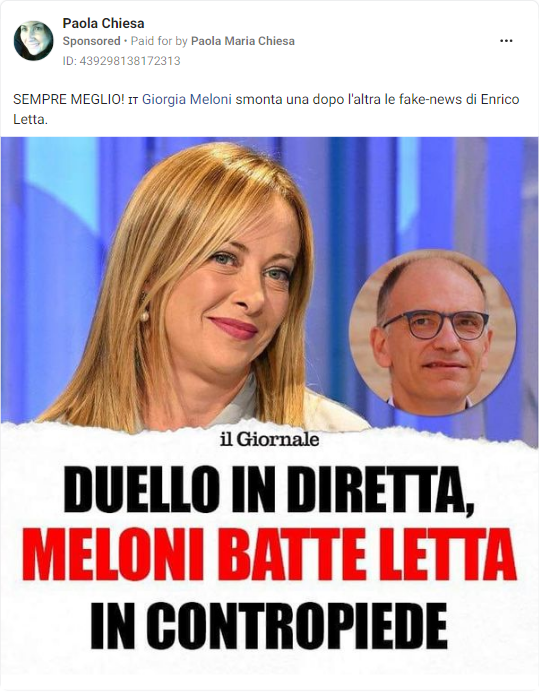 Paola Chiesa
Sponsored • Paid for by Paola Maria Chiesa
ID: 439298138172313
SEMPRE MEGLIO! ɪᴛ Giorgia Meloni smonta una dopo l'altra le fake-news di Enrico
Letta.
il Giornale
DUELLO IN DIRETTA,
MELONI BATTE LETTA
IN CONTROPIEDE